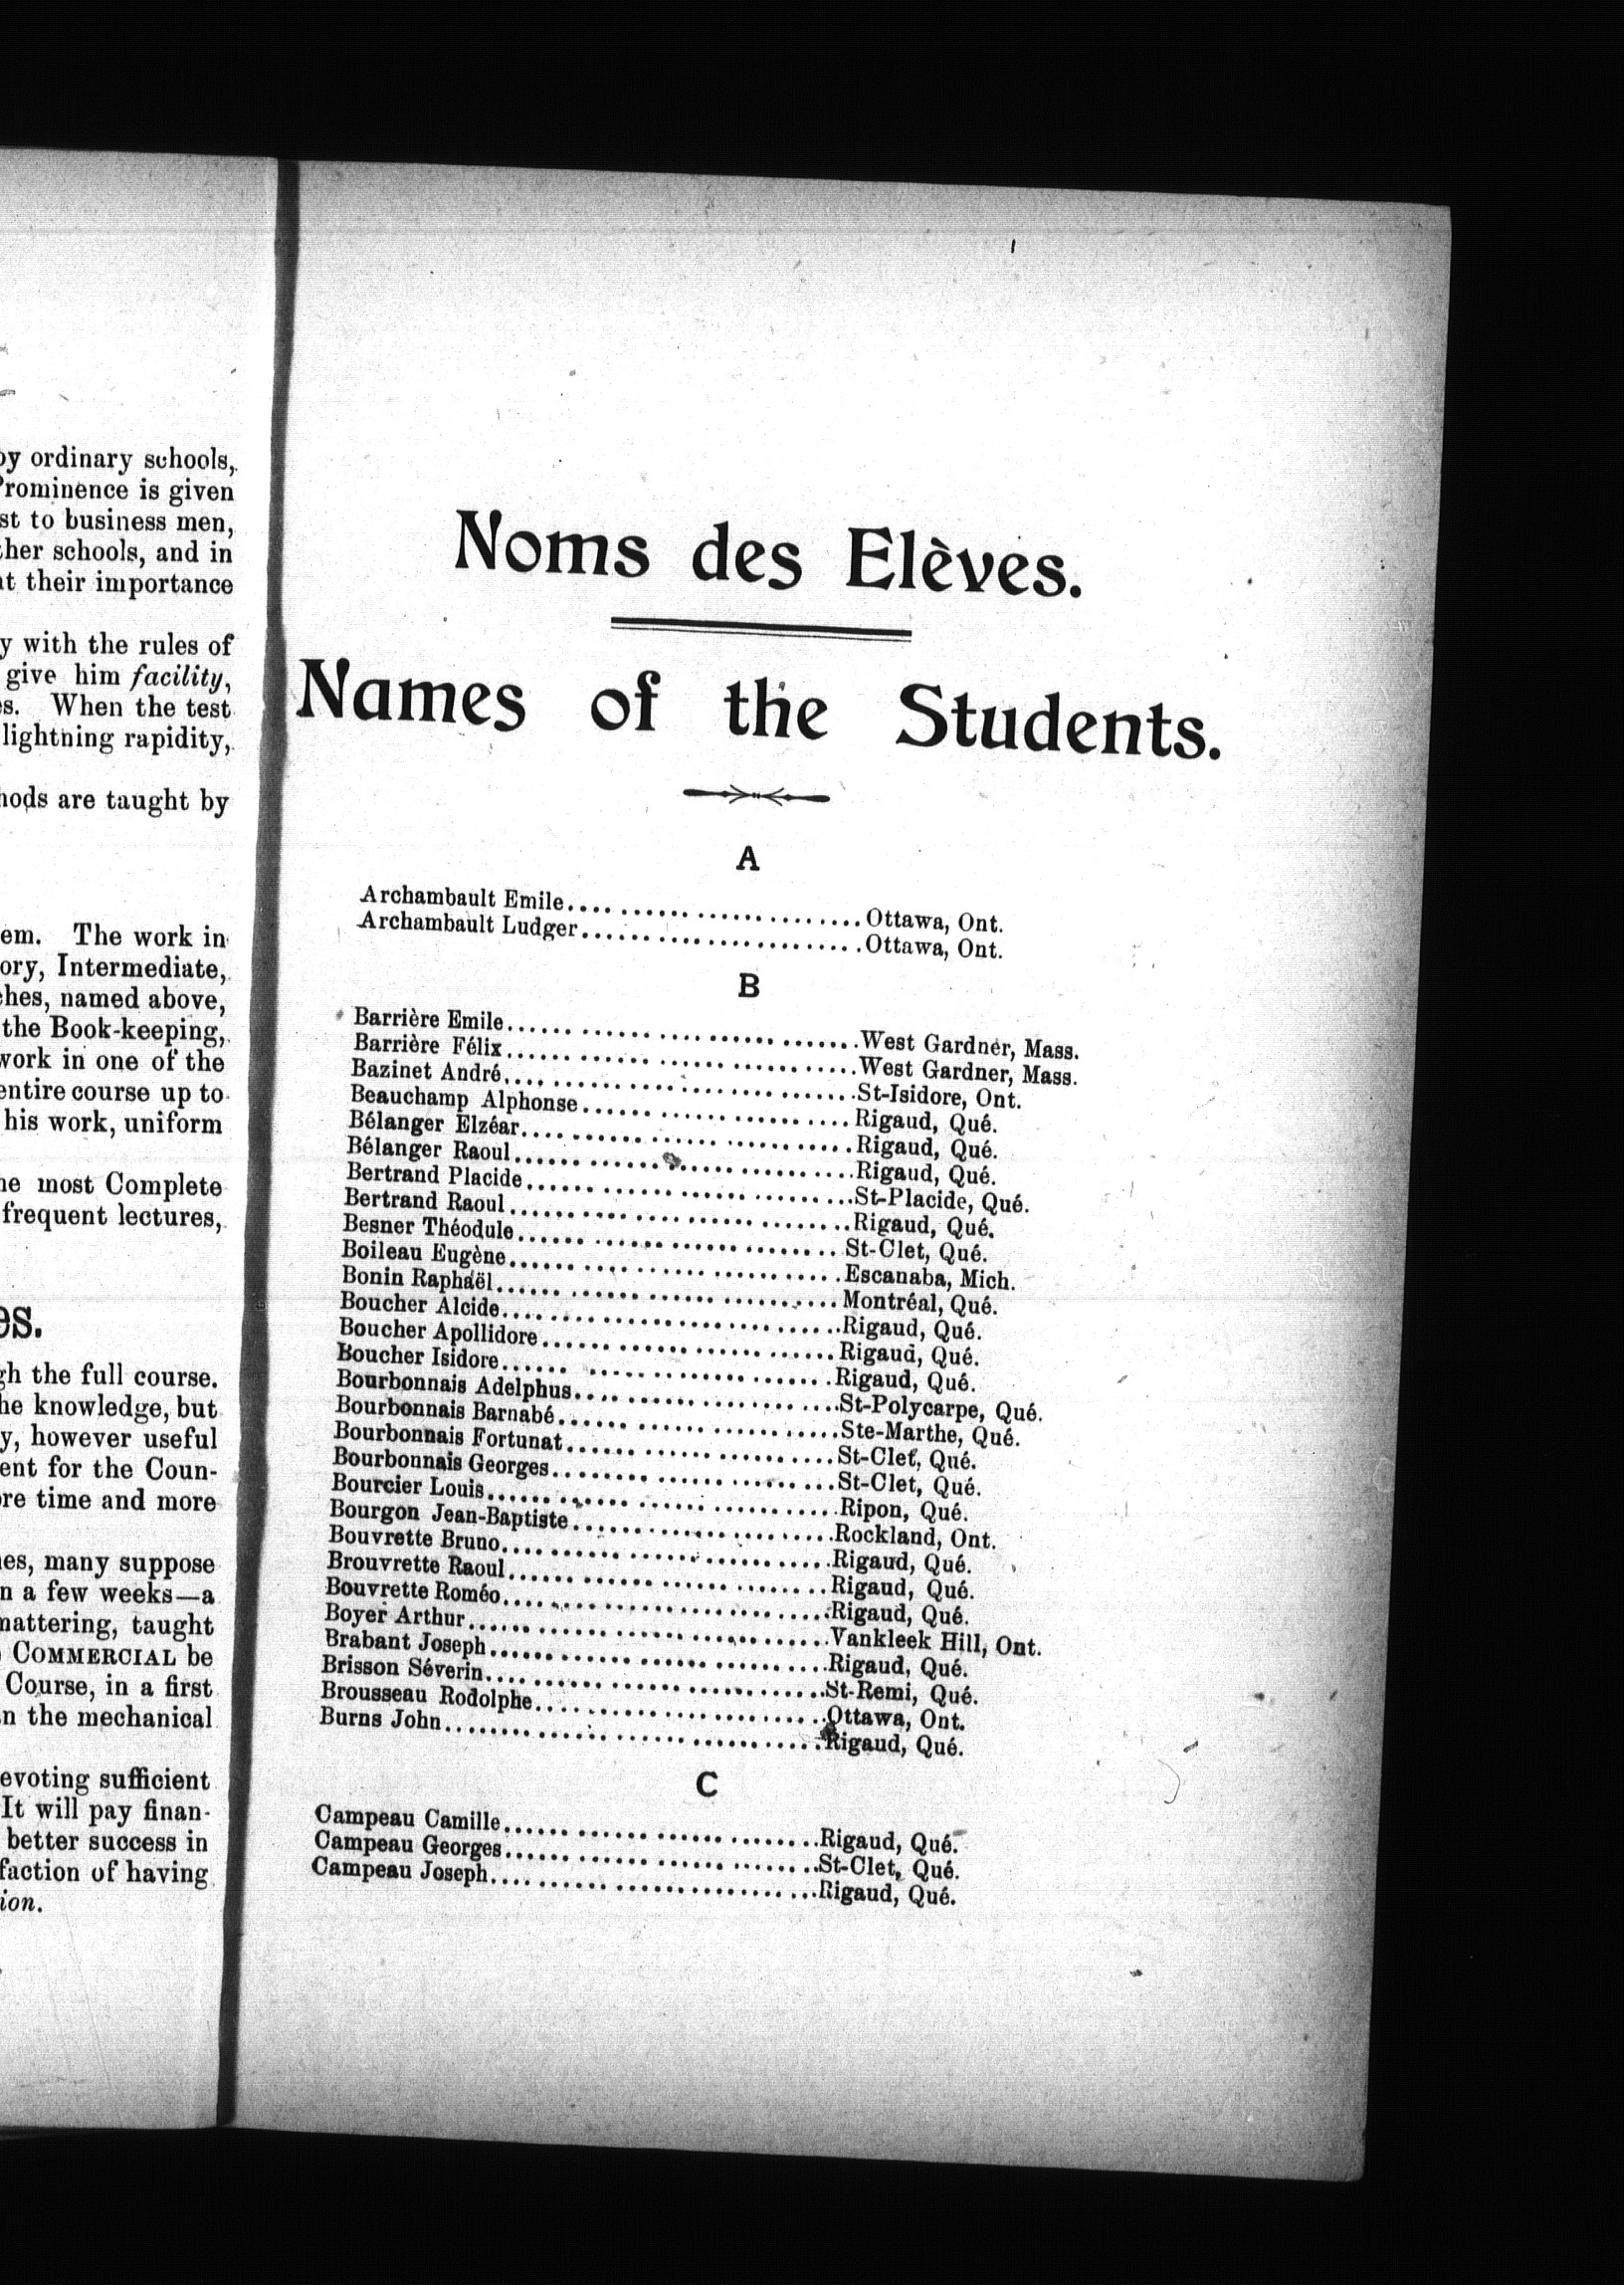 by ordinary schools,
Prominence is given
st to business men,
ther schools, and in
at their importance
y with the rules of
give him facility,
es. When the test
lightning rapidity,
hods are taught by
em. The work in
ory, Intermediate,
ches, named above,
the Book-keeping,
work in one of the
entire course up to
his work, uniform
ne most Complete
frequent lectures,
es.
gh the full course.
he knowledge, but
y, however useful
ent for the Coun-
ore time and more
nes, many suppose
n a few weeks—a
mattering, taught
COMMERCIAL be
Course, in a first
n the mechanical
evoting sufficient
It will pay finan-
better success in
faction of having
ion.
Noms des Elèves.
Names of the Students.
A
Archambault Emile.... ...... ...... ........Ottawa, Ont.
Archambault Ludger...... ...... ...... .....Ottawa, Ont.
B
Barrière Emile...... ...... ...... ...... ....West Gardner, Mass.
Barrière Félix...... ...... ...... ...... ....West Gardner, Mass.
Bazinet André.... ...... ...... ...... ......St-Isidore, Ont.
Beauchamp Alphonse...... ...... ...... ....Rigaud, Qué.
Bélanger Elzéar.... ...... ...... ...... ....Rigaud, Qué.
Bélanger Raoul...... ...... ...... ...... ...Rigaud, Qué.
Bertrand Placide...... ...... ...... ......St-Placide, Qué.
Bertrand Raoul...... ...... ...... ...... ..Rigaud, Qué.
Besner Théodule...... ...... ...... ...... ..St-Clet, Qué.
Boileau Eugène...... ...... ...... ...... ..Escanaba, Mich.
Bonin Raphaël...... ...... ...... ...... ....Montréal, Qué.
Boucher Alcide...... ...... ...... ...... ..Rigaud, Qué.
Boucher Apollidore...... ...... ...... ......Rigaud, Qué.
Boucher Isidore...... ...... ...... ...... ..Rigaud, Qué.
Bourbonnais Adelphus.... ...... ...... ......St-Polycarpe, Qué.
Bourbonnais Barnabé...... ...... ...... .....Ste-Marthe, Qué.
Bourbonnais Fortunat...... ...... ...... ....St-Clet, Qué.
Bourbonnais Georges...... ...... ...... .....St-Clet, Qué.
Bourcier Louis...... ...... ...... ...... ...Ripon, Qué.
Bourgon Jean-Baptiste...... ...... ...... ...Rockland, Ont.
Bouvrette Bruno.... ...... ...... ...... ....Rigaud, Qué.
Brouvrette Raoul...... ...... ...... ...... ..Rigaud, Qué.
Bouvrette Roméo...... ...... ...... ...... ..Rigaud, Qué.
Boyer Arthur...... ...... ...... ...... .....Vankleek Hill, Ont.
Brabant Joseph...... ...... ...... ...... ...Rigaud, Qué.
Brisson Séverin.... ...... ...... ...... ....St-Remi, Qué.
Brousseau Rodolphe.... ...... ...... ......Ottawa, Ont.
Burns John...... ...... ...... ...... ......Rigaud, Qué.
C
Campeau Camille...... ...... ...... ........Rigaud, Qué.
Campeau Georges...... ...... ...... ........St-Clet, Qué.
Campeau Joseph.... ...... ...... ...... ....Rigaud, Qué.